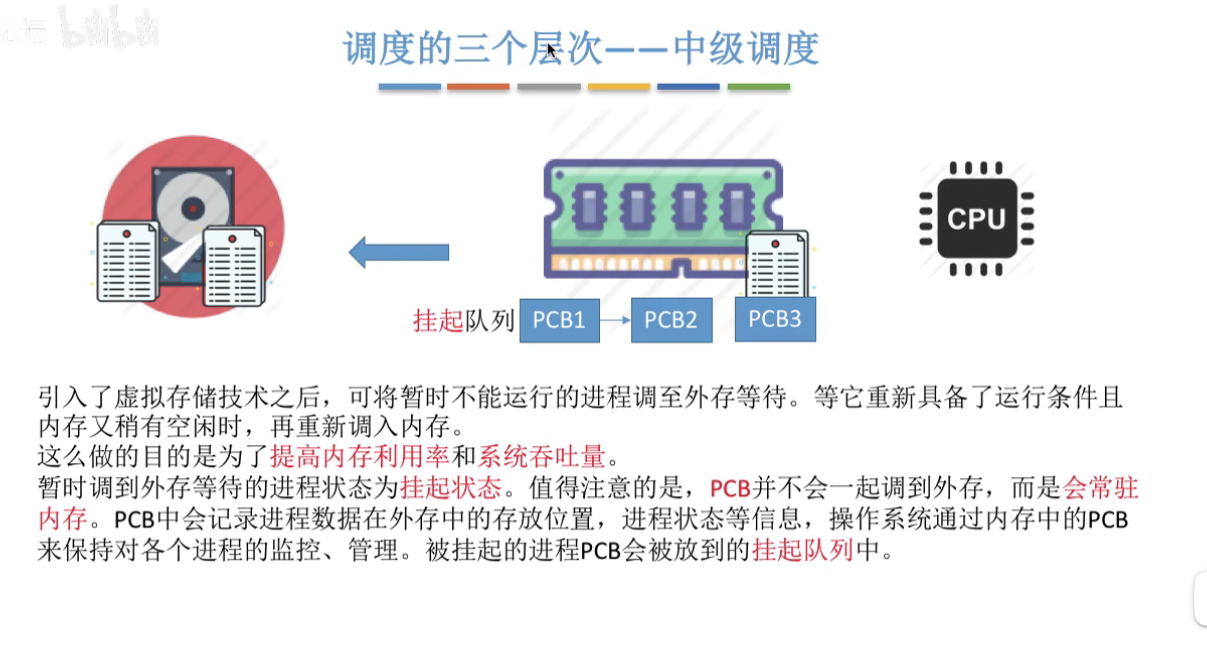 bilibili
调度的三个层次——中级调度
CPU
挂起队列 PCB1 PCB2 PCB3
引入了虚拟存储技术之后，可将暂时不能运行的进程调至外存等待。等它重新具备了运行条件且
内存又稍有空闲时，再重新调入内存。
这么做的目的是为了提高内存利用率和系统吞吐量。
暂时调到外存等待的进程状态为挂起状态。值得注意的是，PCB并不会一起调到外存，而是会常驻
内存。PCB中会记录进程数据在外存中的存放位置，进程状态等信息，操作系统通过内存中的PCB
来保持对各个进程的监控、管理。被挂起的进程PCB会被放到的挂起队列中。